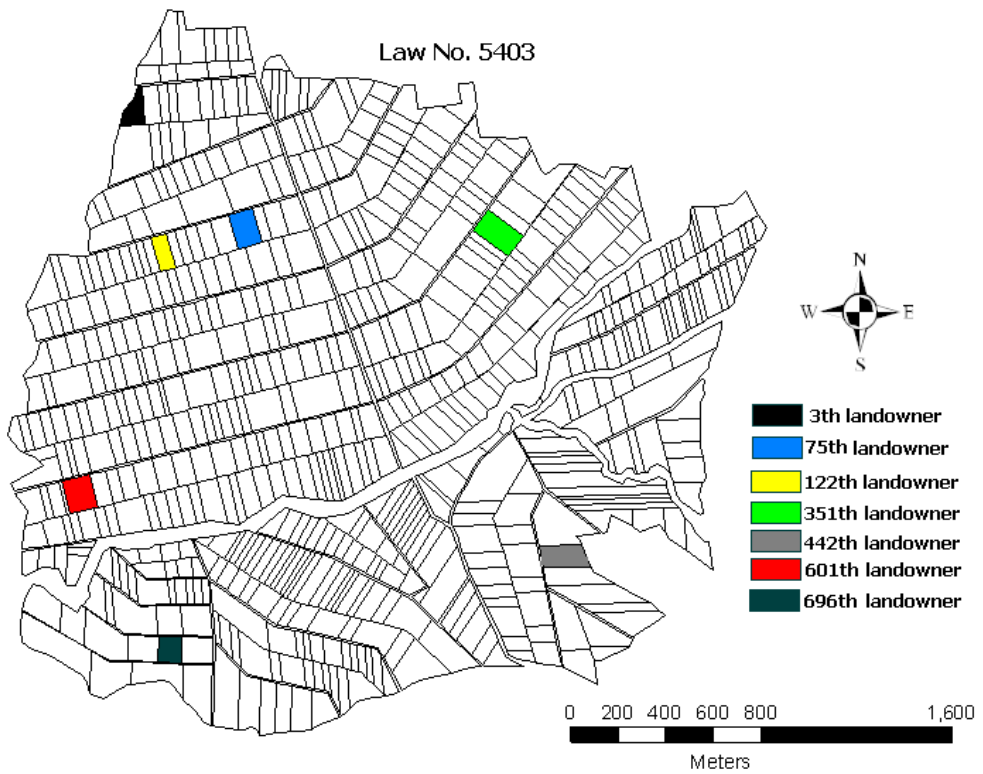 Law No. 5403
N
W E
S
3th landowner
75th landowner
122th landowner
351th landowner
442th landowner
601th landowner
696th landowner
0 200 400 600 800 1,600
Meters